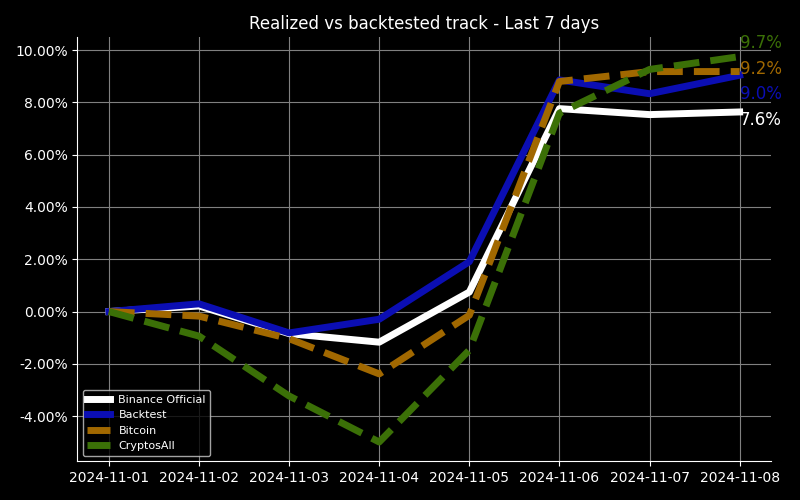 Realized vs backtested track - Last 7 days
10.00%
8.00%
6.00%
4.00%
2.00%
0.00%
-2.00%
-4.00%
9.7%
9.2%
9.0%
7.6%
Binance Official
Backtest
Bitcoin
CryptosAll
2024-11-01 2024-11-02 2024-11-03 2024-11-04 2024-11-05 2024-11-06 2024-11-07 2024-11-08